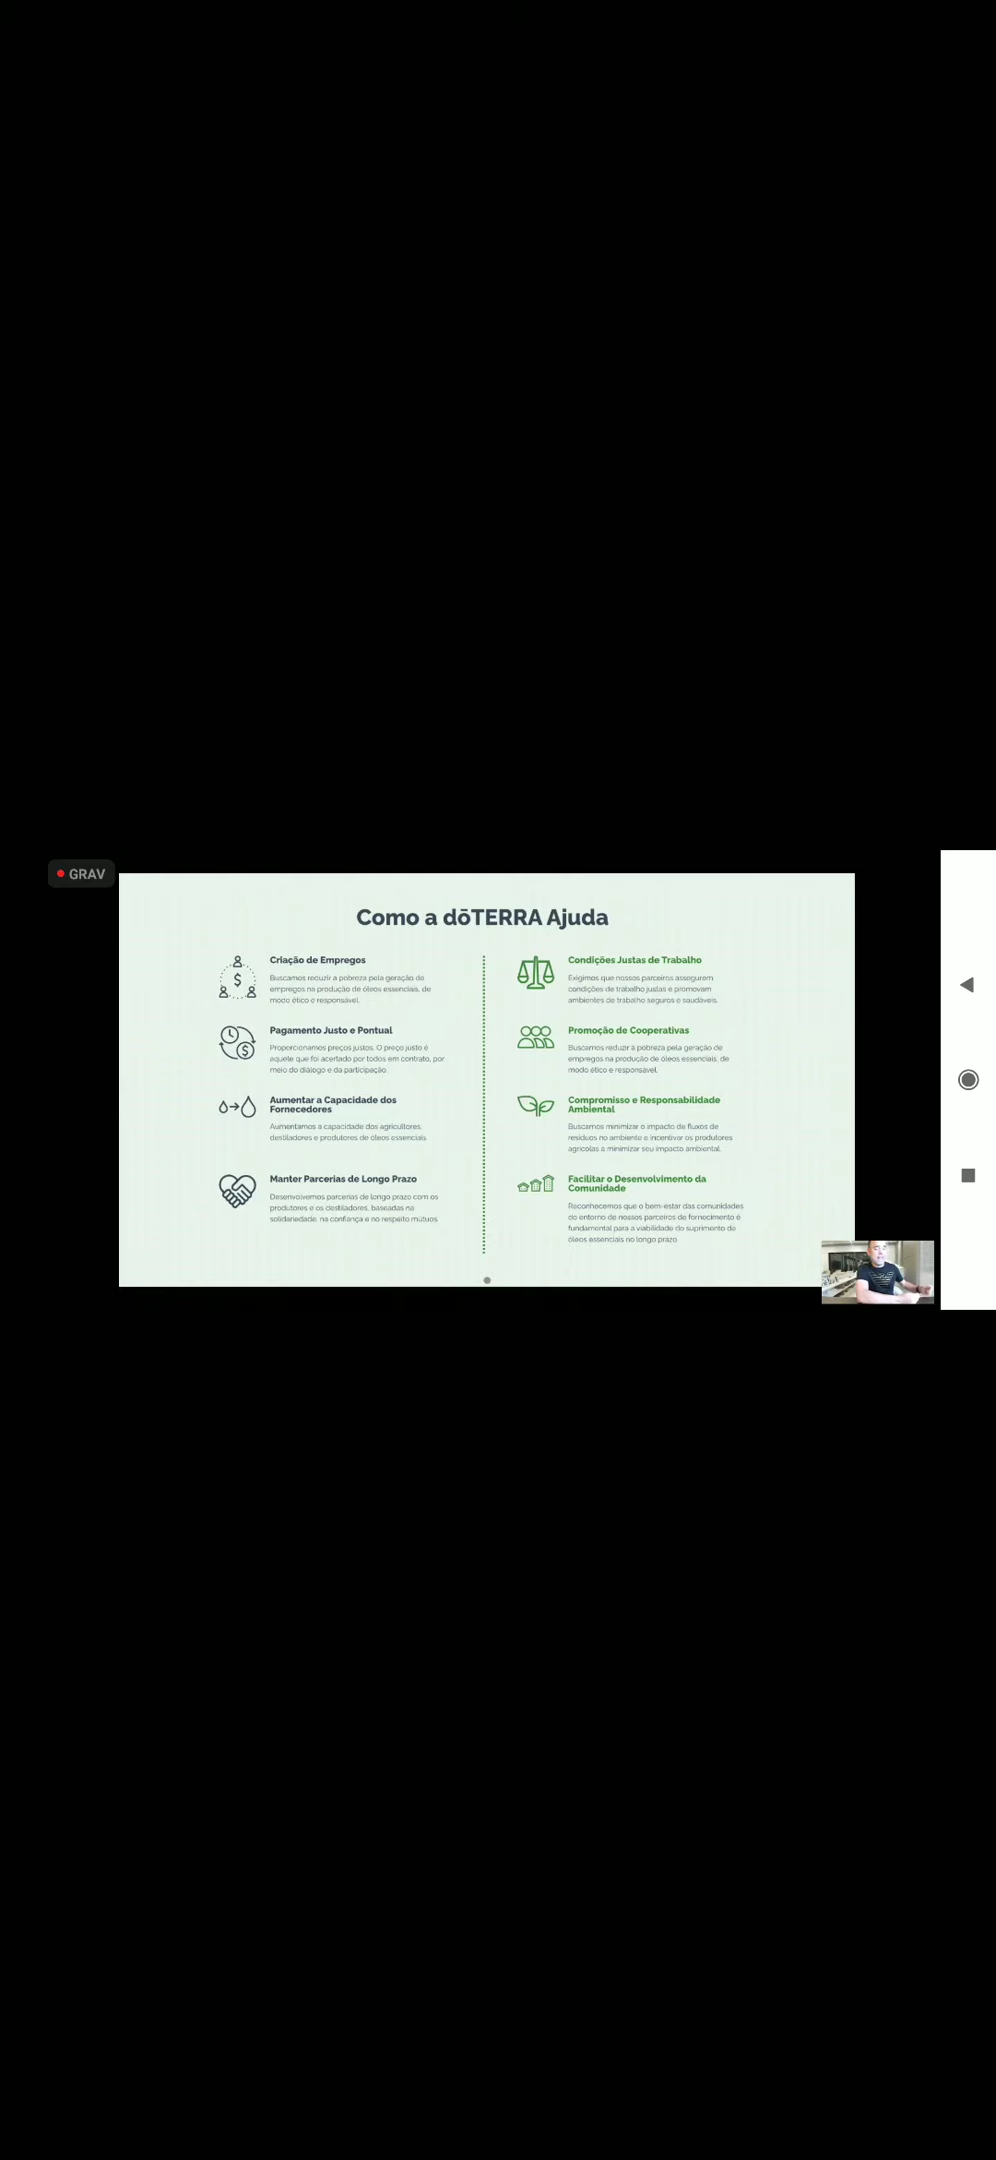 GRAV
Como a dōTERRA Ajuda
Criação de Empregos
Buscamos reduzir a pobreza pela geração de
empregos na produção de óleos essenciais, de
modo ético e responsável.
Pagamento Justo e Pontual
Proporcionamos preços justos. O preço justo é
aquele que foi acertado por todos em contrato, por
meio do diálogo e da participação.
Aumentar a Capacidade dos
Fornecedores
Aumentamos a capacidade dos agricultores,
destiladores e produtores de óleos essenciais.
Manter Parcerias de Longo Prazo
Desenvolvemos parcerias de longo prazo com os
produtores e os destiladores, baseadas na
solidariedade, na confiança e no respeito mútuos.
Condições Justas de Trabalho
Exigimos que nossos parceiros assegurem
condições de trabalho justas e promovam
ambientes de trabalho seguros e saudáveis.
Promoção de Cooperativas
Buscamos reduzir a pobreza pela geração de
empregos na produção de óleos essenciais, de
modo ético e responsável.
Compromisso e Responsabilidade
Ambiental
Buscamos minimizar o impacto de fluxos de
resíduos no ambiente e incentivar os produtores
agrícolas a minimizar seu impacto ambiental.
Facilitar o Desenvolvimento da
Comunidade
Reconhecemos que o bem-estar das comunidades
do entorno de nossos parceiros de fornecimento é
fundamental para a viabilidade do suprimento de
óleos essenciais no longo prazo